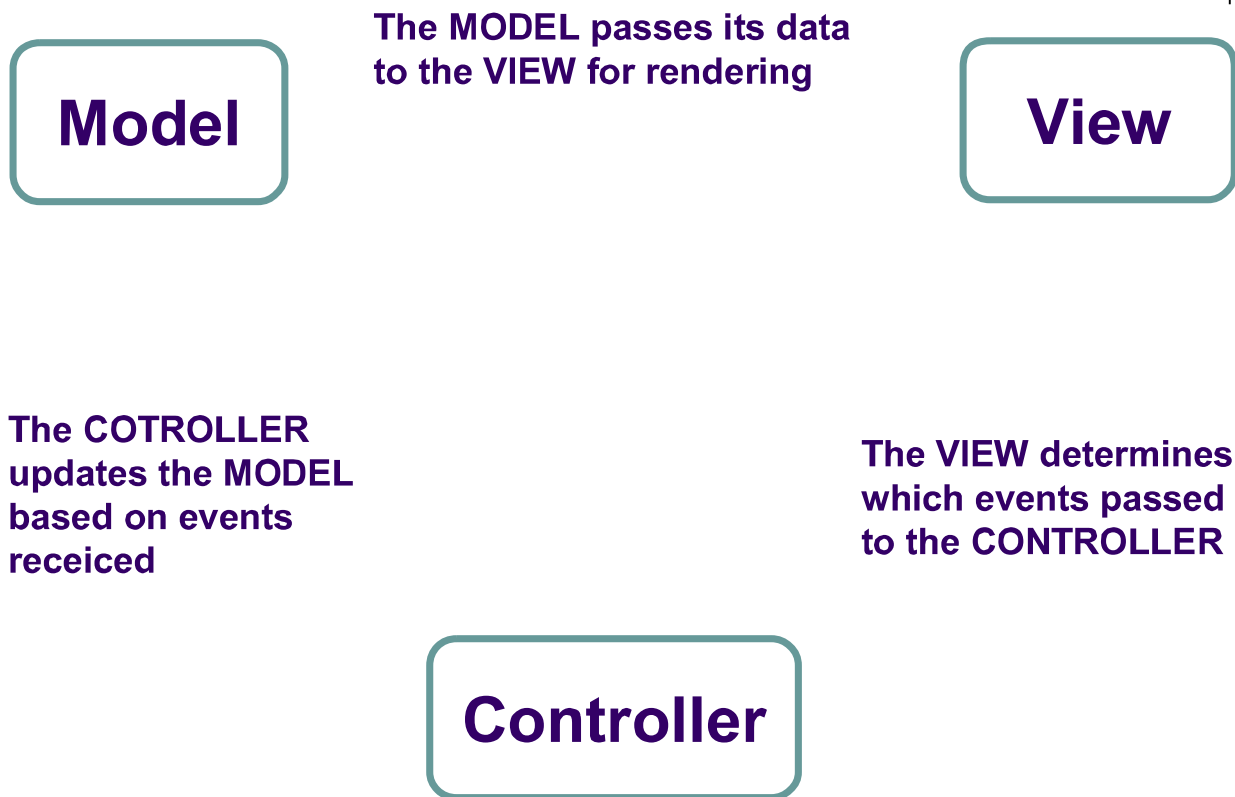 The MODEL passes its data
to the VIEW for rendering
Model
View
The COTROLLER
updates the MODEL
based on events
receiced
The VIEW determines
which events passed
to the CONTROLLER
Controller